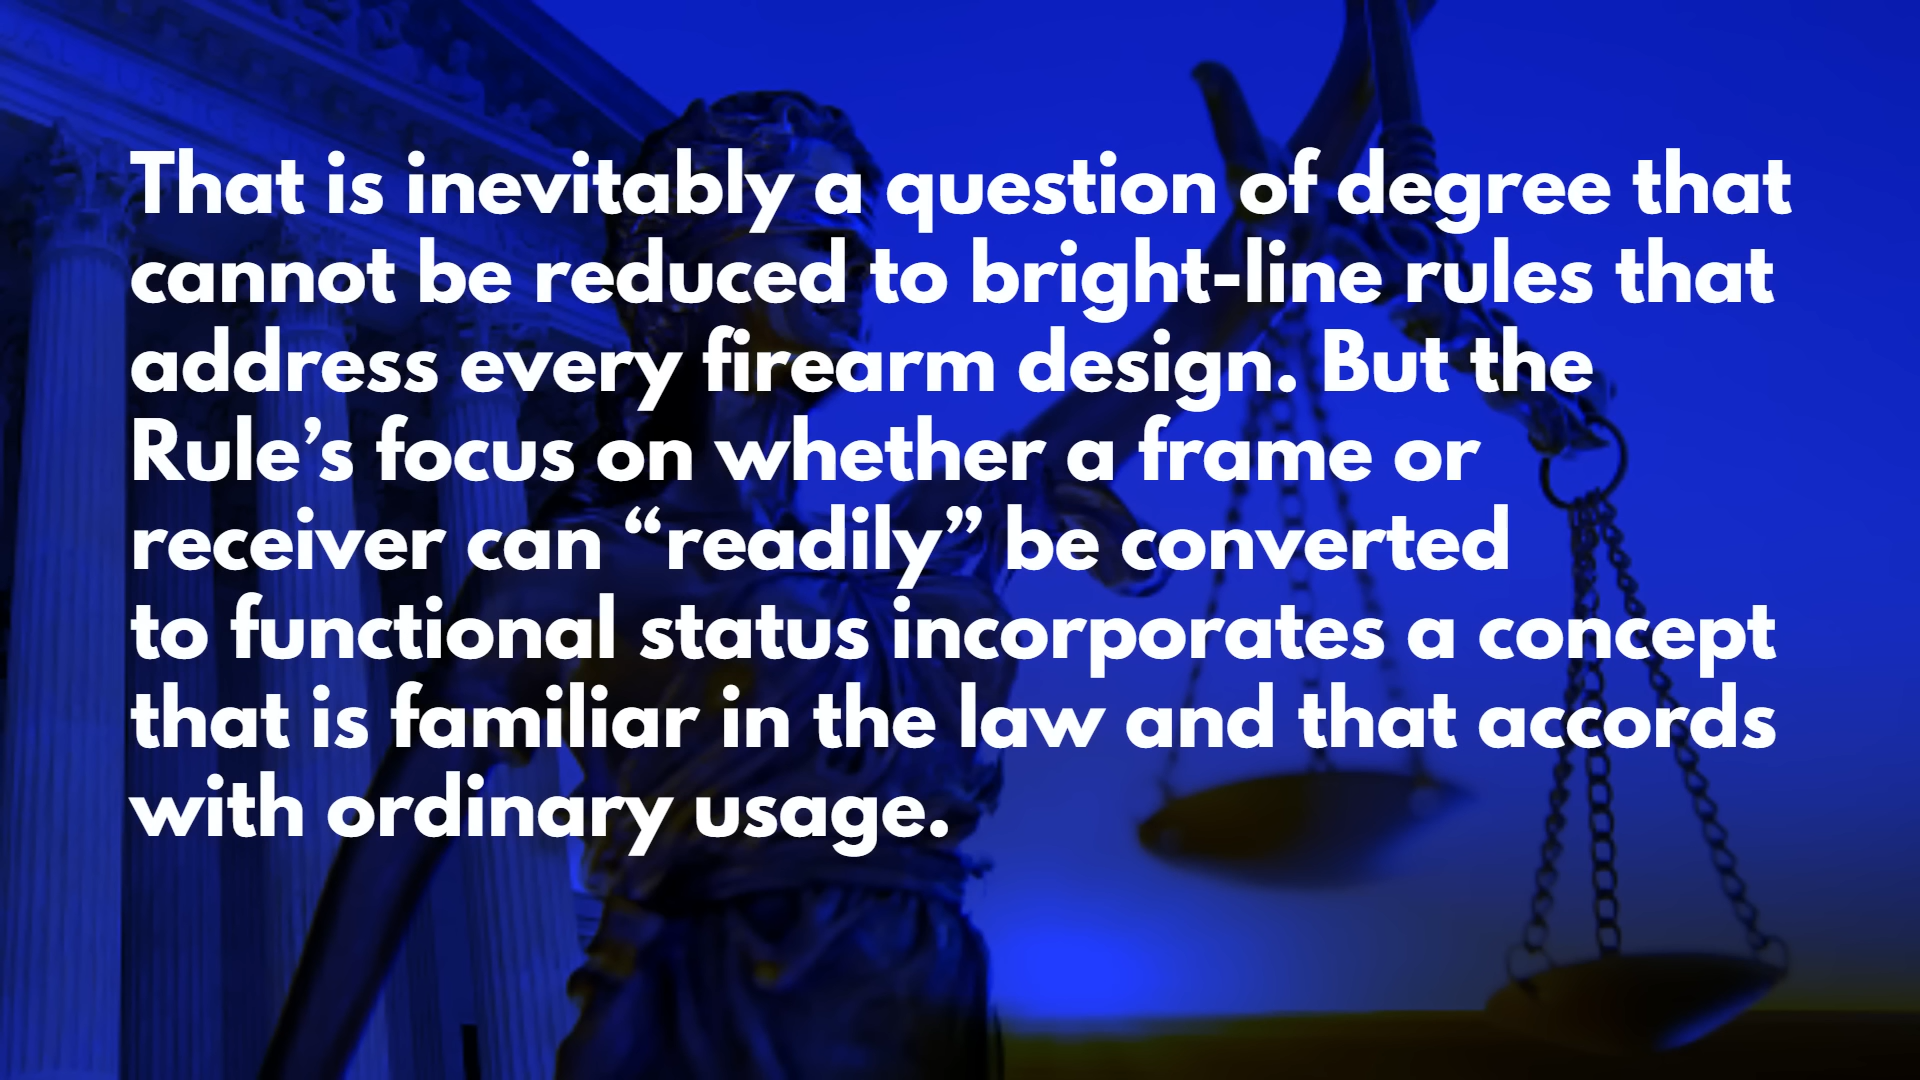 That is inevitably a question of degree that
cannot be reduced to bright-line rules that
address every firearm design. But the
Rule’s focus on whether a frame or
receiver can “readily” be converted
to functional status incorporates a concept
that is familiar in the law and that accords
with ordinary usage.